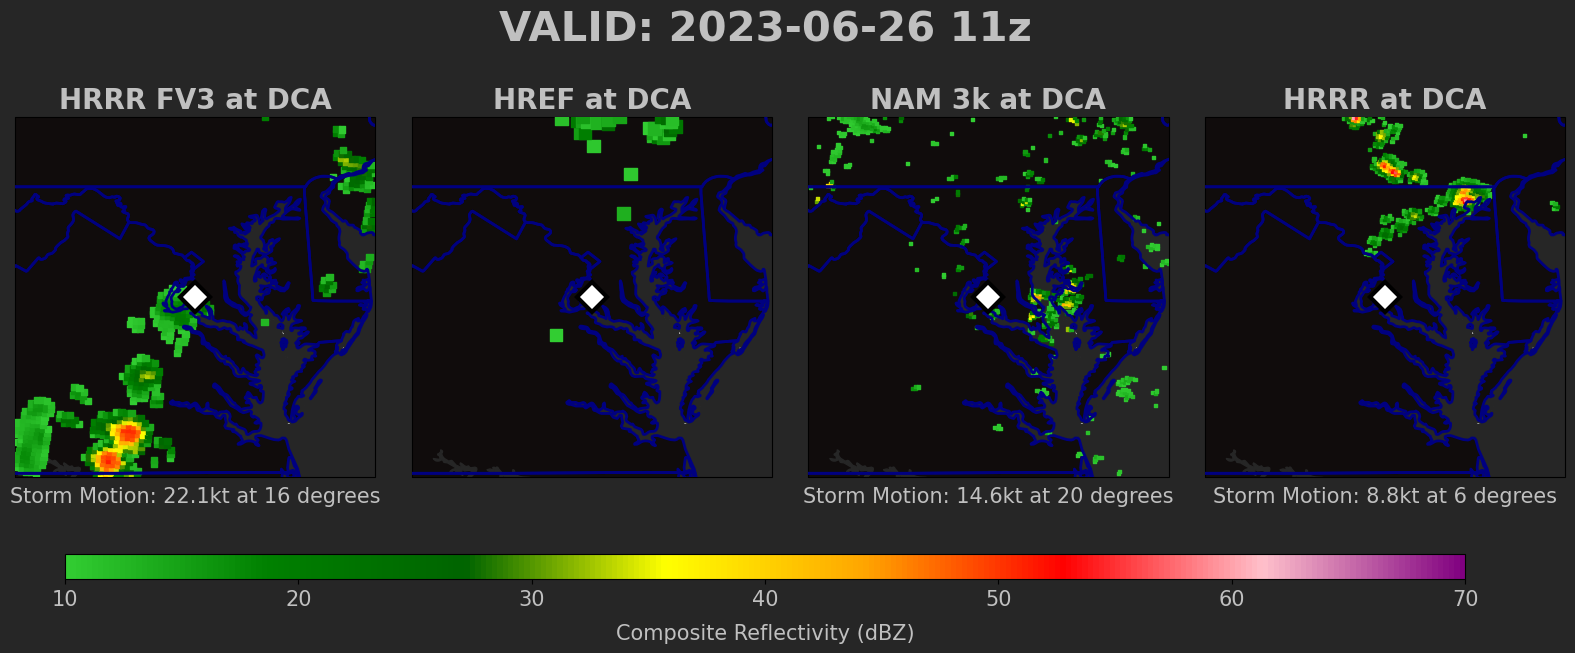 VALID: 2023-06-26 11z
HRRR FV3 at DCA
HREF at DCA
NAM 3k at DCA
HRRR at DCA
Storm Motion: 22.1kt at 16 degrees
Storm Motion: 14.6kt at 20 degrees
Storm Motion: 8.8kt at 6 degrees
10 20 30 40 50 60 70
Composite Reflectivity (dBZ)